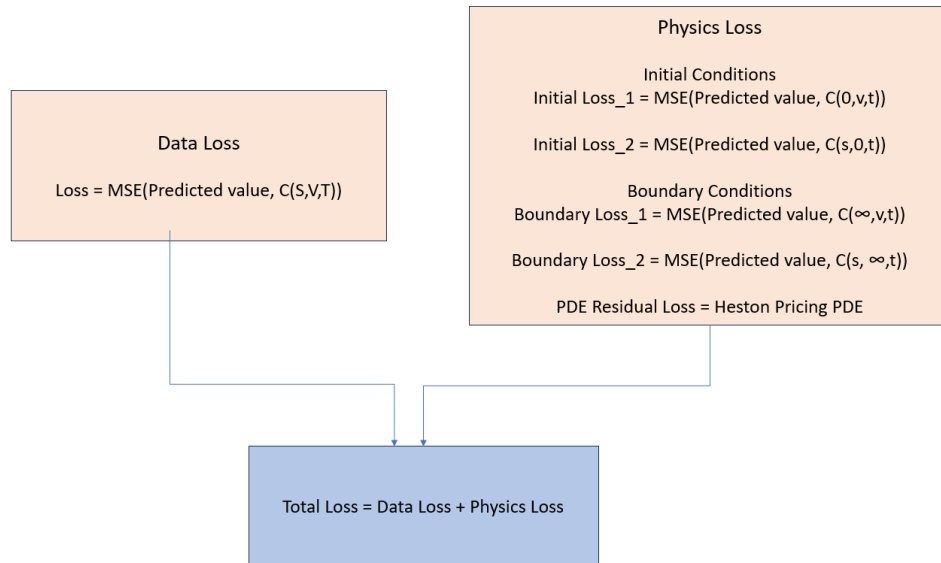 Data Loss
Loss = MSE(Predicted value, C(S,V,T))
Physics Loss
Initial Conditions
Initial Loss_1 = MSE(Predicted value, C(0,v,t))
Initial Loss_2 = MSE(Predicted value, C(s,0,t))
Boundary Conditions
Boundary Loss_1 = MSE(Predicted value, C(∞,v,t))
Boundary Loss_2 = MSE(Predicted value, C(s, ∞,t))
PDE Residual Loss = Heston Pricing PDE
Total Loss = Data Loss + Physics Loss